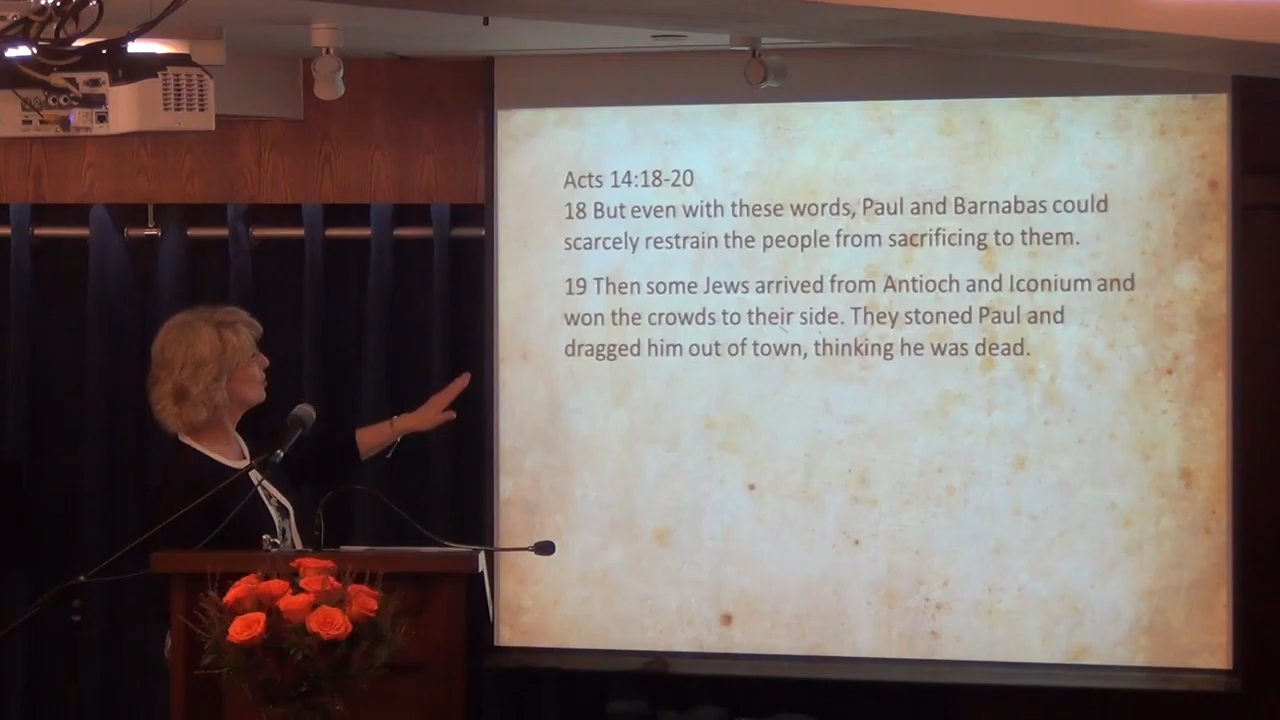 Acts 14:18-20
18 But even with these words, Paul and Barnabas could
scarcely restrain the people from sacrificing to them.
19 Then some Jews arrived from Antioch and Iconium and
won the crowds to their side. They stoned Paul and
dragged him out of town, thinking he was dead.